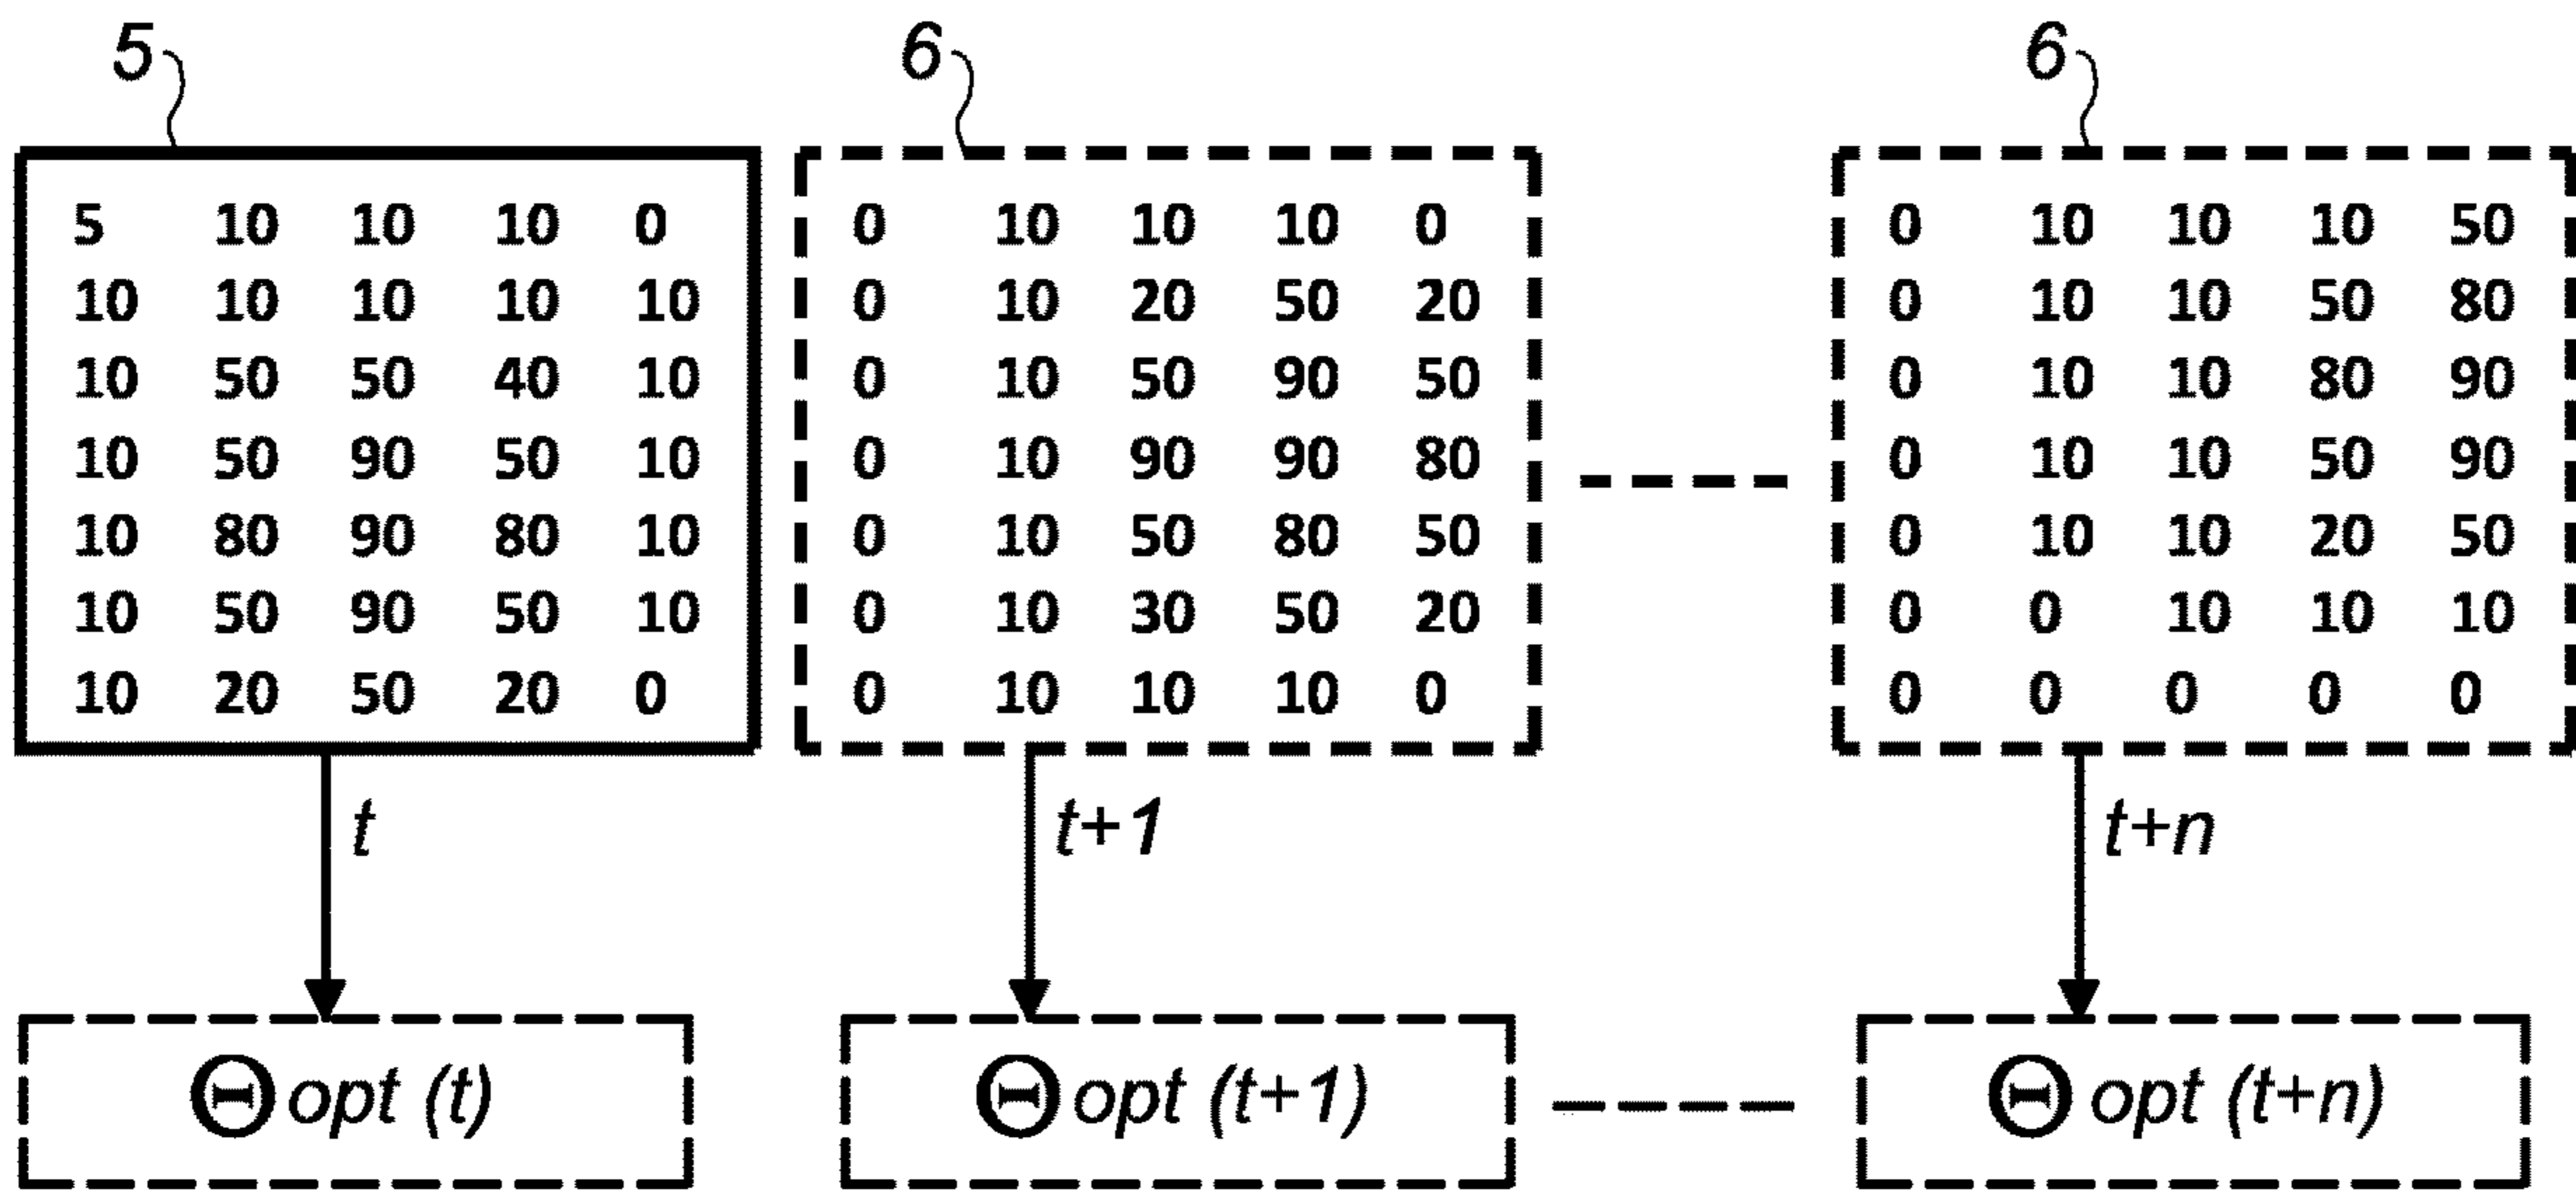 5 6 6
5 10 10 10 0 0 10 10 10 0 0 10 10 10 50
10 10 10 10 10 0 10 20 50 20 0 10 10 50 80
10 50 50 40 10 0 10 50 90 50 0 10 10 80 90
10 50 90 50 10 0 10 90 90 80 0 10 10 50 90
10 80 90 80 10 0 10 50 80 50 0 10 10 20 50
10 50 90 50 10 0 10 30 50 20 0 0 10 10 10
10 20 50 20 0 0 10 10 10 0 0 0 0 0 0
t t+1 t+n
Θ opt (t) Θ opt (t+1) Θ opt (t+n)